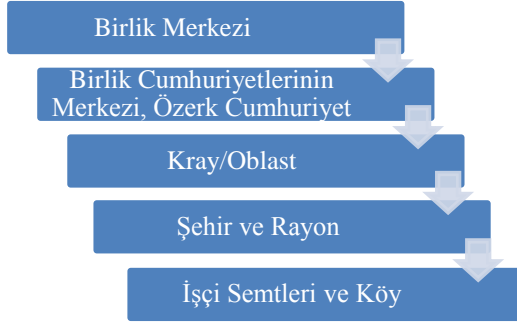 Birlik Merkezi
Birlik Cumhuriyetlerinin
Merkezi, Özerk Cumhuriyet
Kray/Oblast
Şehir ve Rayon
İşçi Semtleri ve Köy